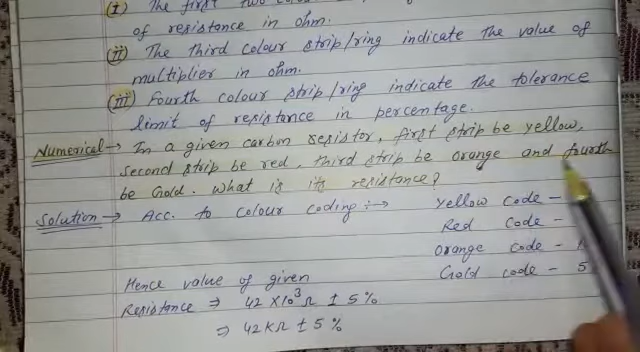 (i) The first two
of resistance in ohm.
(ii) The third colour strip/ring indicate the value of
multiplier in ohm.
(iii) Fourth colour strip/ring indicate the tolerance
limit of resistance in percentage.
Numerical → In a given carbon resistor, first strip be yellow,
second strip be red, third strip be orange and fourth
be Gold. What is its resistance?
Solution → Acc. to colour coding :→ Yellow code -
Red code -
Orange code -
Gold code - 5
Hence value of given
Resistance ⇒ 42 × 10³ Ω ± 5 %
⇒ 42 KΩ ± 5 %